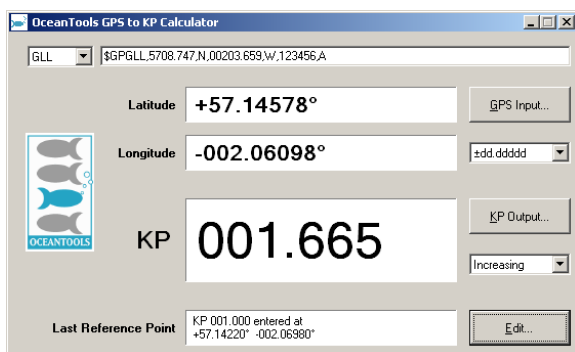 OceanTools GPS to KP Calculator
GLL $GPGLL,5708.747,N,00203.659,W,123456,A
Latitude +57.14578° GPS Input...
Longitude -002.06098° ±dd.ddddd
KP 001.665 KP Output...
OCEANTOOLS
Increasing
Last Reference Point KP 001.000 entered at
+57.14220° -002.06980° Edit...